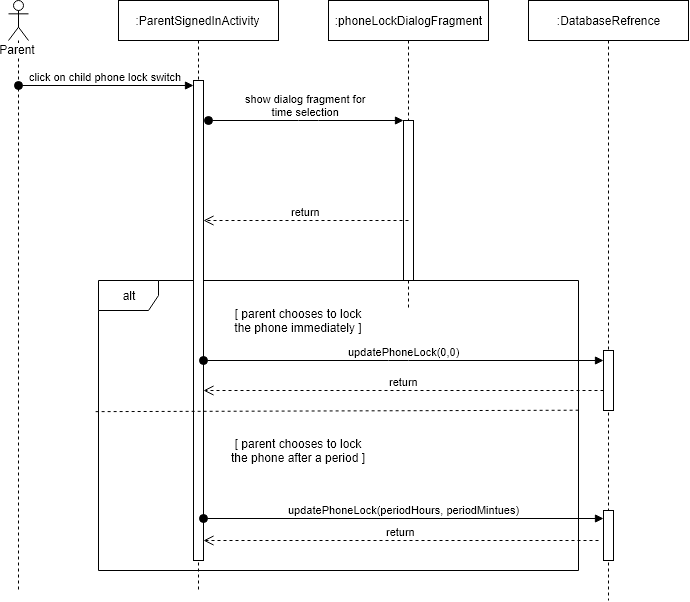 :ParentSignedInActivity
:phoneLockDialogFragment
:DatabaseRefrence
Parent
click on child phone lock switch
show dialog fragment for
time selection
return
alt
[ parent chooses to lock
the phone immediately ]
updatePhoneLock(0,0)
return
[ parent chooses to lock
the phone after a period ]
updatePhoneLock(periodHours, periodMintues)
return